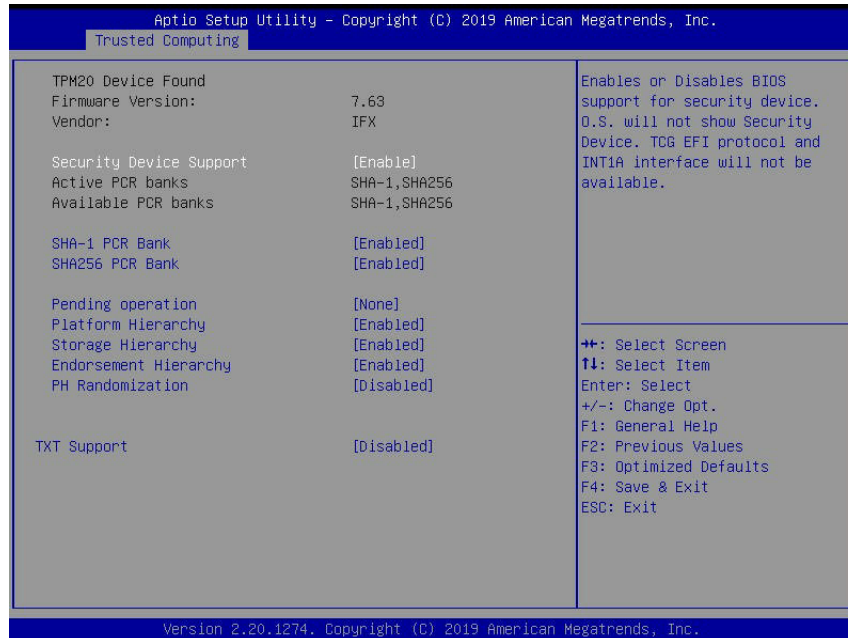 Aptio Setup Utility – Copyright (C) 2019 American Megatrends, Inc.
Trusted Computing
TPM20 Device Found
Firmware Version: 7.63
Vendor: IFX
Security Device Support [Enable]
Active PCR banks SHA-1,SHA256
Available PCR banks SHA-1,SHA256
SHA-1 PCR Bank [Enabled]
SHA256 PCR Bank [Enabled]
Pending operation [None]
Platform Hierarchy [Enabled]
Storage Hierarchy [Enabled]
Endorsement Hierarchy [Enabled]
PH Randomization [Disabled]
TXT Support [Disabled]
Enables or Disables BIOS
support for security device.
O.S. will not show Security
Device. TCG EFI protocol and
INT1A interface will not be
available.
→←: Select Screen
↑↓: Select Item
Enter: Select
+/-: Change Opt.
F1: General Help
F2: Previous Values
F3: Optimized Defaults
F4: Save & Exit
ESC: Exit
Version 2.20.1274. Copyright (C) 2019 American Megatrends, Inc.